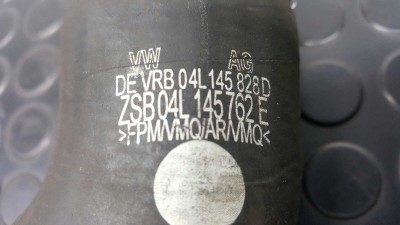 VW AG
DE VRB 04L 145 828 D
ZSB 04L 145 762 E
>FPM/VMQ/AR/VMQ<